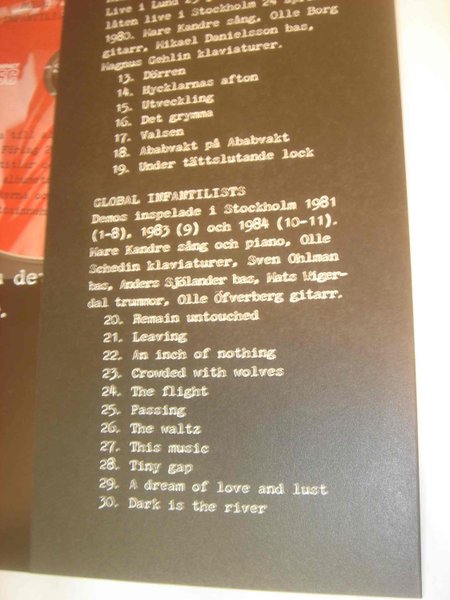 Live i Lund 25
låten live i Stockholm 24
1980. Mare Kandre sång, Olle Borg
gitarr, Mikael Danielsson bas,
Magnus Gehlin klaviaturer.
13. Dörren
14. Hycklarnas afton
15. Utveckling
16. Det grymma
17. Valsen
18. Ababvakt på Ababvakt
19. Under tättslutande lock
GLOBAL INFANTILISTS
Demos inspelade i Stockholm 1981
(1-8), 1983 (9) och 1984 (10-11).
Mare Kandre sång och piano, Olle
Schedin klaviaturer, Sven Ohlman
bas, Anders Sjölander bas, Mats Wiger-
dal trummor, Olle Öfverberg gitarr.
20. Remain untouched
21. Leaving
22. An inch of nothing
23. Crowded with wolves
24. The flight
25. Passing
26. The waltz
27. This music
28. Tiny gap
29. A dream of love and lust
30. Dark is the river